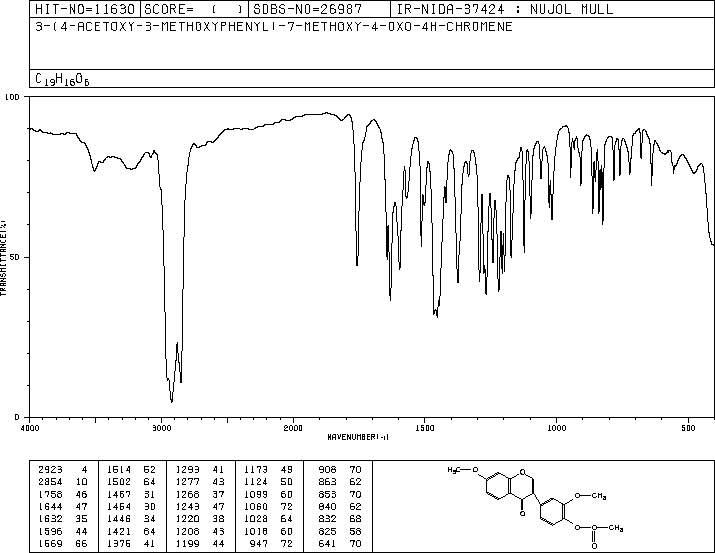 HIT-NO=11630 SCORE= ( ) SDBS-NO=26987 IR-NIDA-37424 : NUJOL MULL
3-(4-ACETOXY-3-METHOXYPHENYL)-7-METHOXY-4-OXO-4H-CHROMENE
C19H16O6
100
50
0
TRANSMITTANCE(%)
4000 3000 2000 1500 1000 500
WAVENUMBER(-1)
2923 4 1514 52 1293 41 1173 49 908 70
2854 10 1502 64 1277 43 1124 50 863 62
1758 46 1467 31 1268 37 1099 60 853 70
1644 47 1454 30 1243 47 1060 72 840 62
1632 35 1446 34 1220 38 1028 64 832 68
1596 44 1421 64 1208 43 1018 60 825 58
1569 66 1375 41 1199 44 947 72 641 70
H3C O O
O CH3
O O CH3
O O